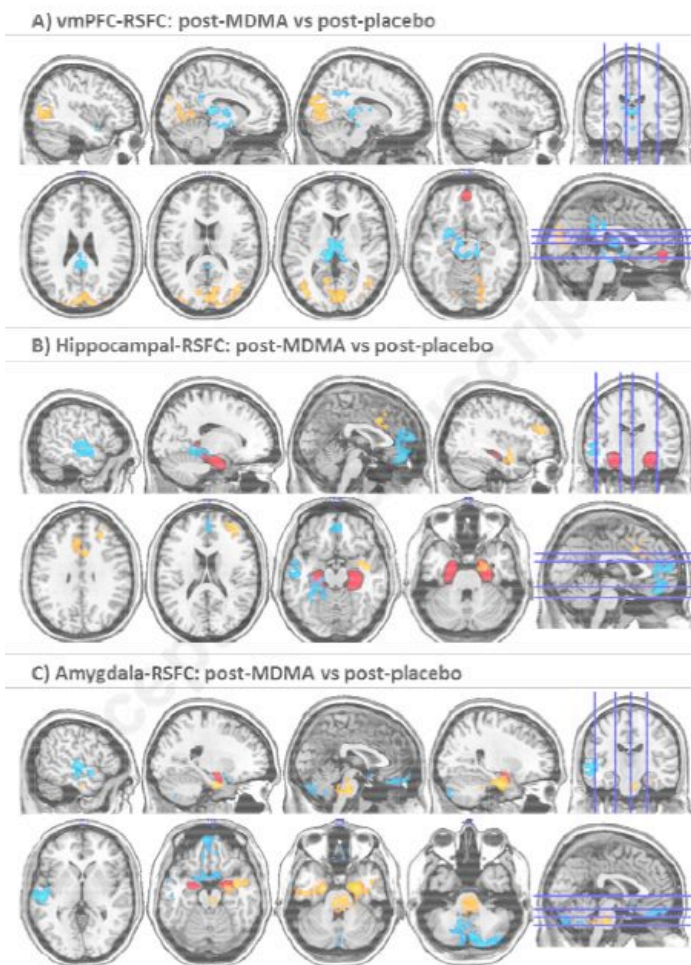 A) vmPFC-RSFC: post-MDMA vs post-placebo
B) Hippocampal-RSFC: post-MDMA vs post-placebo
C) Amygdala-RSFC: post-MDMA vs post-placebo